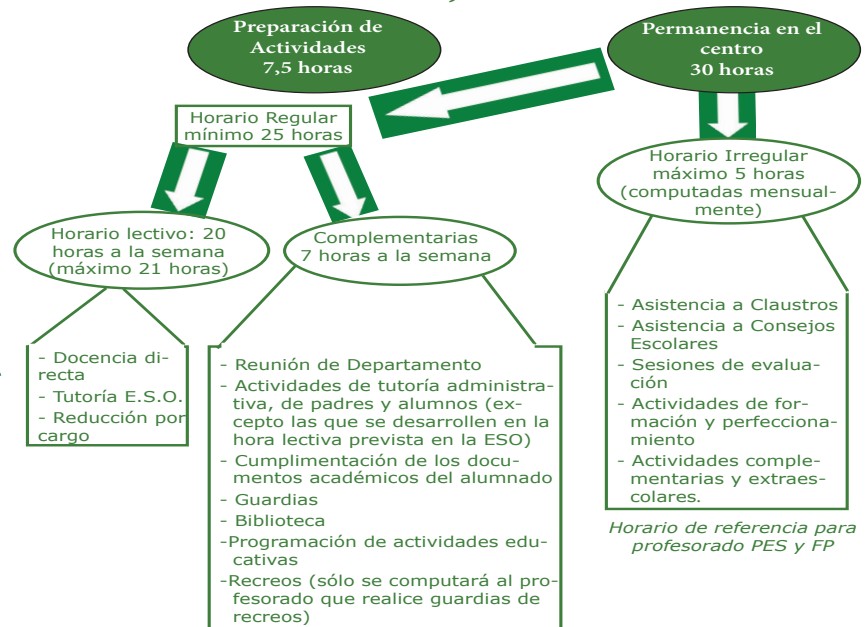 Preparación de
Actividades
7,5 horas
Permanencia en el
centro
30 horas
Horario Regular
mínimo 25 horas
Horario Irregular
máximo 5 horas
(computadas mensual-
mente)
Horario lectivo: 20
horas a la semana
(máximo 21 horas)
Complementarias
7 horas a la semana
- Docencia di-
recta
- Tutoría E.S.O.
- Reducción por
cargo
- Reunión de Departamento
- Actividades de tutoría administra-
tiva, de padres y alumnos (ex-
cepto las que se desarrollen en la
hora lectiva prevista en la ESO)
- Cumplimentación de los docu-
mentos académicos del alumnado
- Guardias
- Biblioteca
-Programación de actividades edu-
cativas
-Recreos (sólo se computará al pro-
fesorado que realice guardias de
recreos)
- Asistencia a Claustros
- Asistencia a Consejos
Escolares
- Sesiones de evalua-
ción
- Actividades de for-
mación y perfecciona-
miento
- Actividades comple-
mentarias y extraes-
colares.
Horario de referencia para
profesorado PES y FP